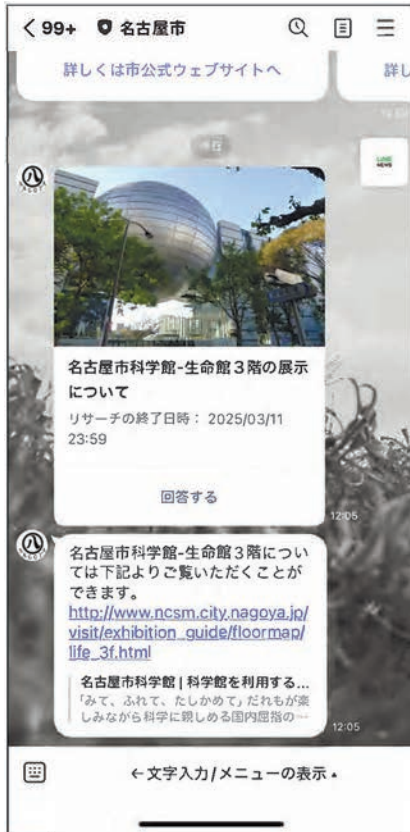 99+ 名古屋市
詳しくは市公式ウェブサイトへ
詳し
今日
LINE
NEWS
名古屋市科学館-生命館3階の展示
について
リサーチの終了日時： 2025/03/11
23:59
回答する
12:05
名古屋市科学館-生命館3階につい
ては下記よりご覧いただくことが
できます。
http://www.ncsm.city.nagoya.jp/
visit/exhibition_guide/floormap/
life_3f.html
名古屋市科学館 | 科学館を利用する...
「みて、ふれて、たしかめて」だれもが楽
しみながら科学に親しめる国内屈指の…
12:05
←文字入力/メニューの表示▲